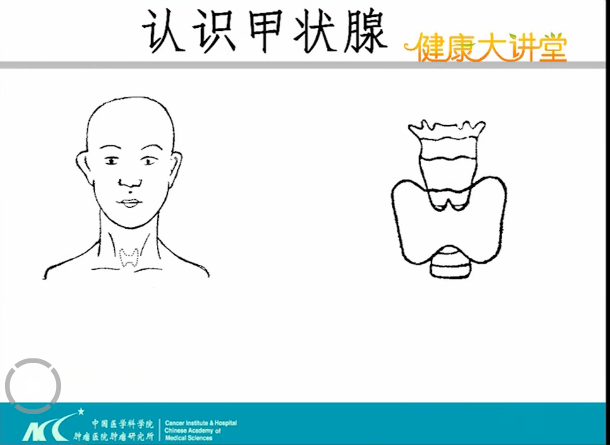 认识甲状腺
健康大讲堂
中国医学科学院
肿瘤医院肿瘤研究所
Cancer Institute & Hospital
Chinese Academy of
Medical Sciences